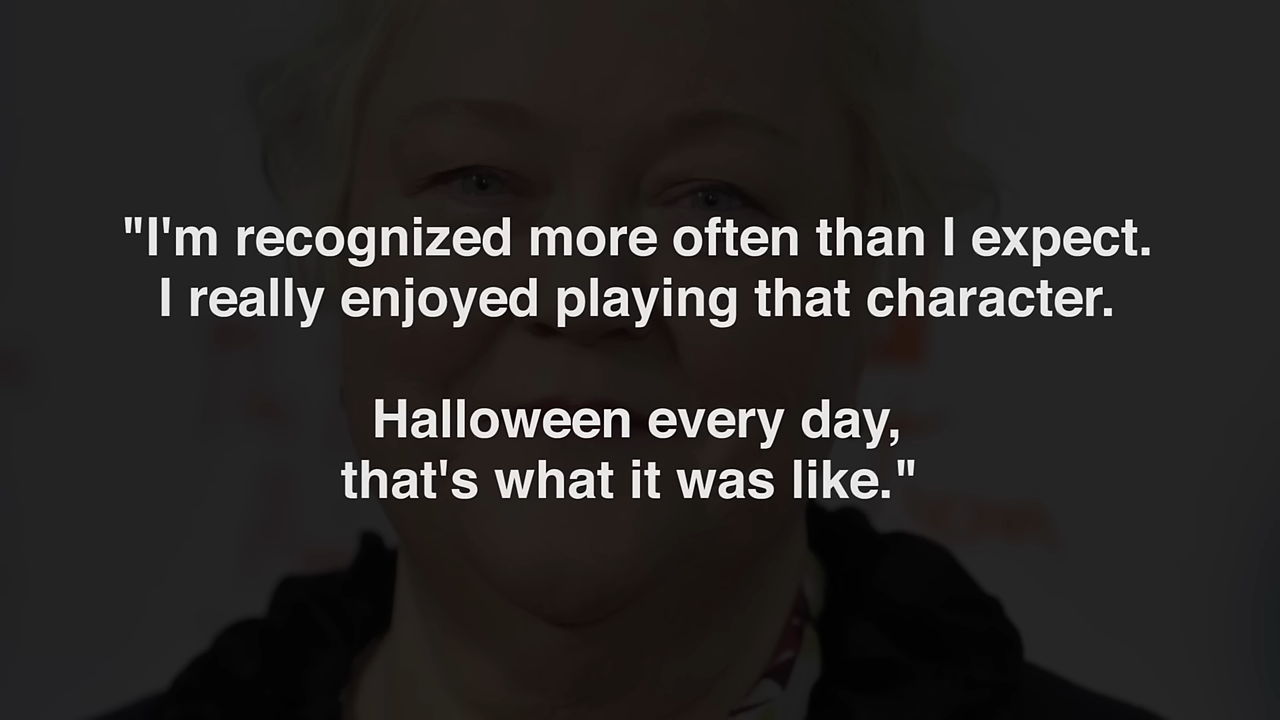 "I'm recognized more often than I expect.
I really enjoyed playing that character.
Halloween every day,
that's what it was like."